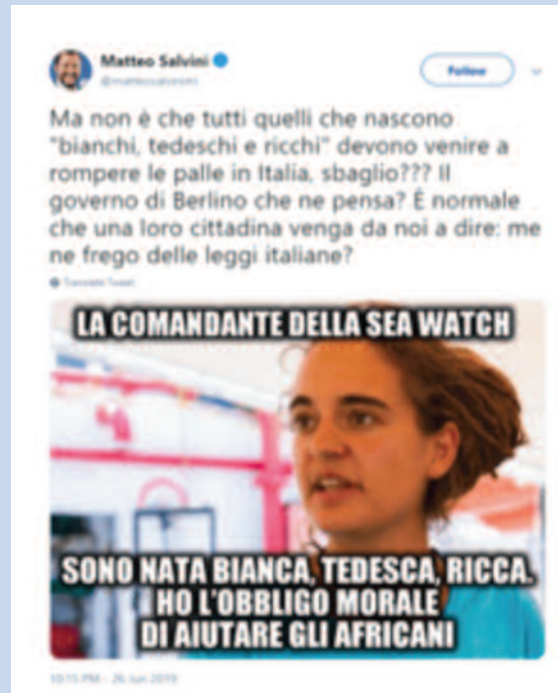 Matteo Salvini
@matteosalvinimi
Follow
Ma non è che tutti quelli che nascono
"bianchi, tedeschi e ricchi" devono venire a
rompere le palle in Italia, sbaglio??? Il
governo di Berlino che ne pensa? È normale
che una loro cittadina venga da noi a dire: me
ne frego delle leggi italiane?
Translate Tweet
LA COMANDANTE DELLA SEA WATCH
SONO NATA BIANCA, TEDESCA, RICCA.
HO L'OBBLIGO MORALE
DI AIUTARE GLI AFRICANI
10:15 PM - 26 Jun 2019